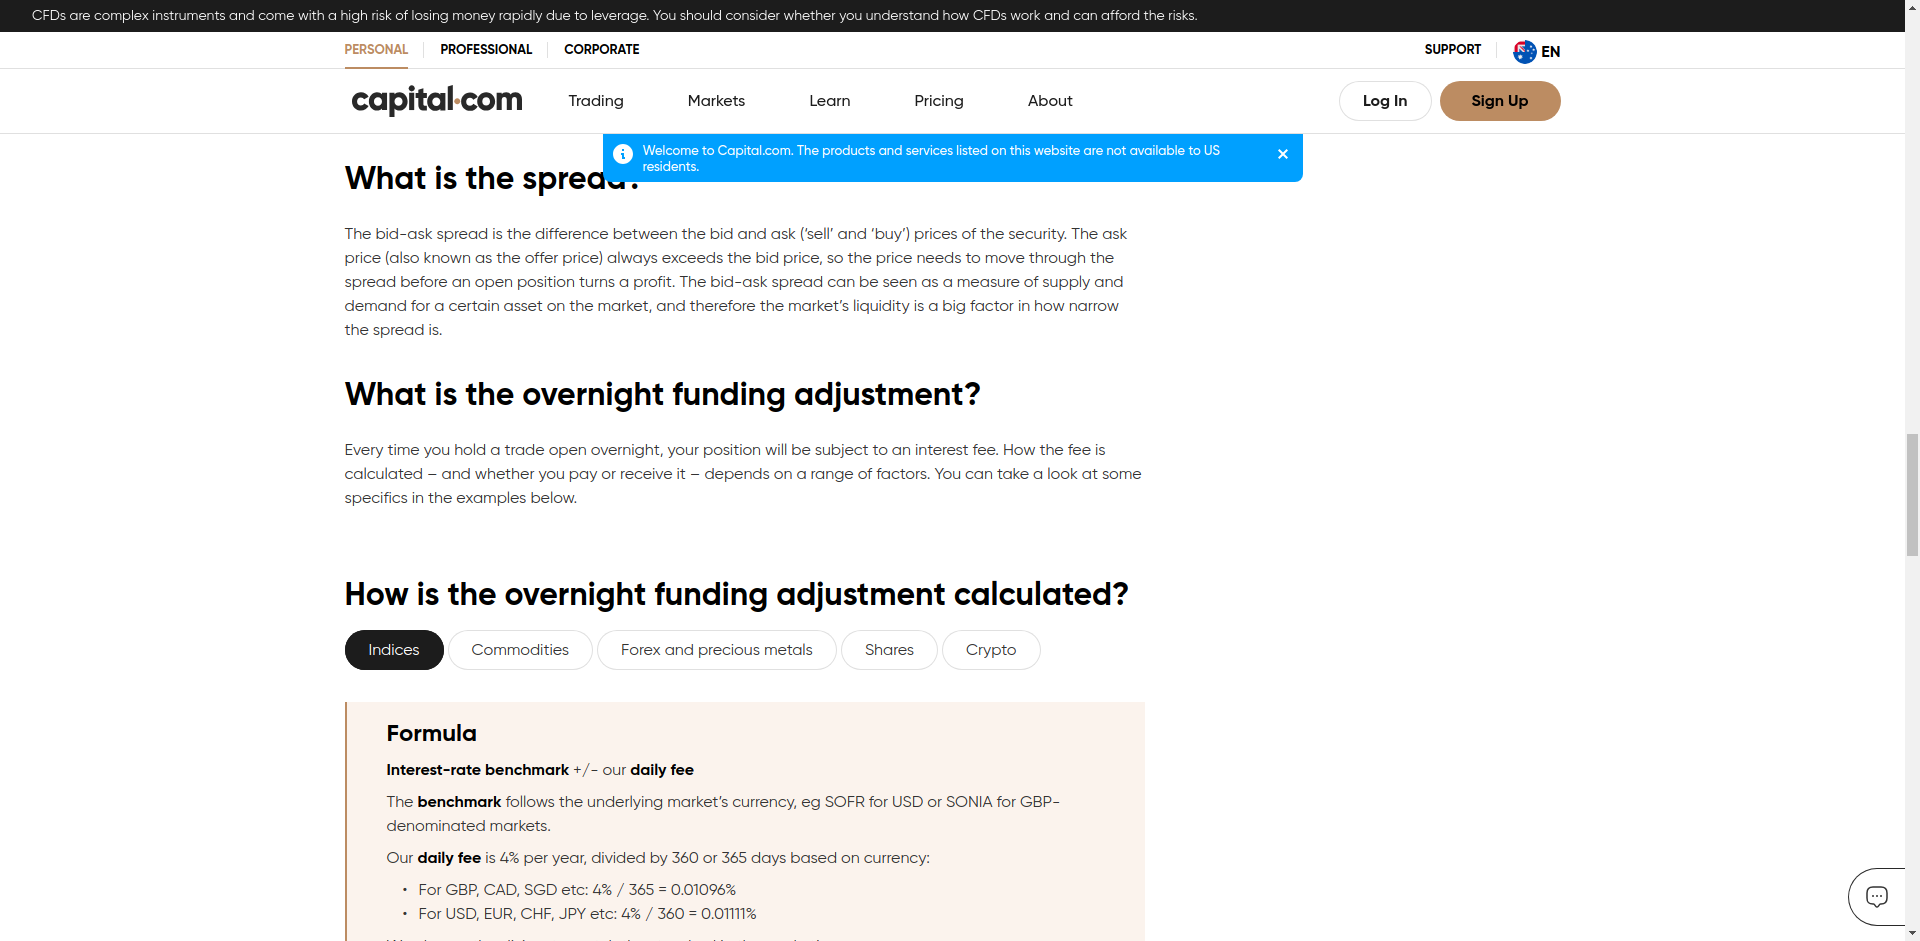 CFDs are complex instruments and come with a high risk of losing money rapidly due to leverage. You should consider whether you understand how CFDs work and can afford the risks.
PERSONAL
PROFESSIONAL
CORPORATE
SUPPORT
EN
capital.com
Trading
Markets
Learn
Pricing
About
Log In
Sign Up
Welcome to Capital.com. The products and services listed on this website are not available to US
residents.
What is the spread?
The bid-ask spread is the difference between the bid and ask (‘sell’ and ‘buy’) prices of the security. The ask
price (also known as the offer price) always exceeds the bid price, so the price needs to move through the
spread before an open position turns a profit. The bid-ask spread can be seen as a measure of supply and
demand for a certain asset on the market, and therefore the market’s liquidity is a big factor in how narrow
the spread is.
What is the overnight funding adjustment?
Every time you hold a trade open overnight, your position will be subject to an interest fee. How the fee is
calculated – and whether you pay or receive it – depends on a range of factors. You can take a look at some
specifics in the examples below.
How is the overnight funding adjustment calculated?
Indices
Commodities
Forex and precious metals
Shares
Crypto
Formula
Interest-rate benchmark +/- our daily fee
The benchmark follows the underlying market’s currency, eg SOFR for USD or SONIA for GBP-
denominated markets.
Our daily fee is 4% per year, divided by 360 or 365 days based on currency:
• For GBP, CAD, SGD etc: 4% / 365 = 0.01096%
• For USD, EUR, CHF, JPY etc: 4% / 360 = 0.01111%